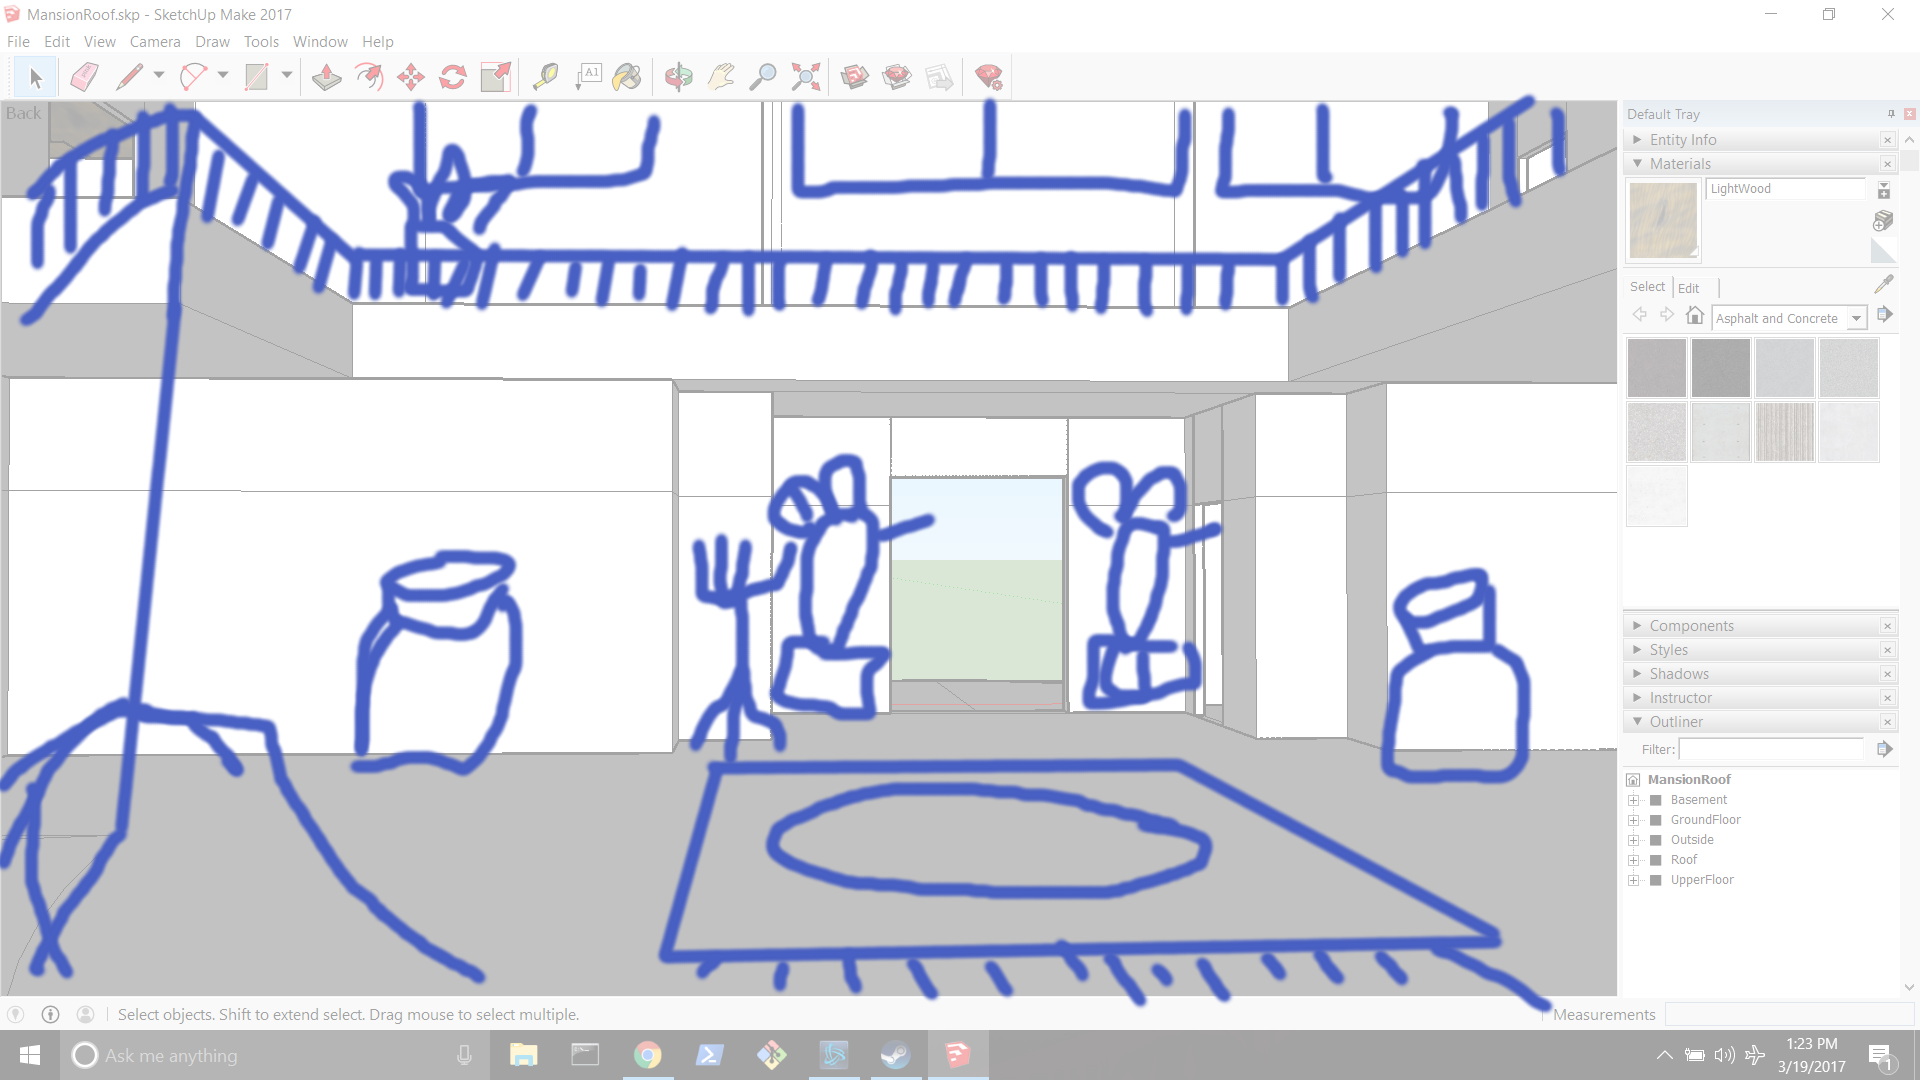 MansionRoof.skp - SketchUp Make 2017
File Edit View Camera Draw Tools Window Help
A1
Back
Default Tray
Entity Info
Materials
LightWood
Select Edit
Asphalt and Concrete
Components
Styles
Shadows
Instructor
Outliner
Filter:
MansionRoof
Basement
GroundFloor
Outside
Roof
UpperFloor
Select objects. Shift to extend select. Drag mouse to select multiple.
Measurements
Ask me anything
1:23 PM
3/19/2017
1